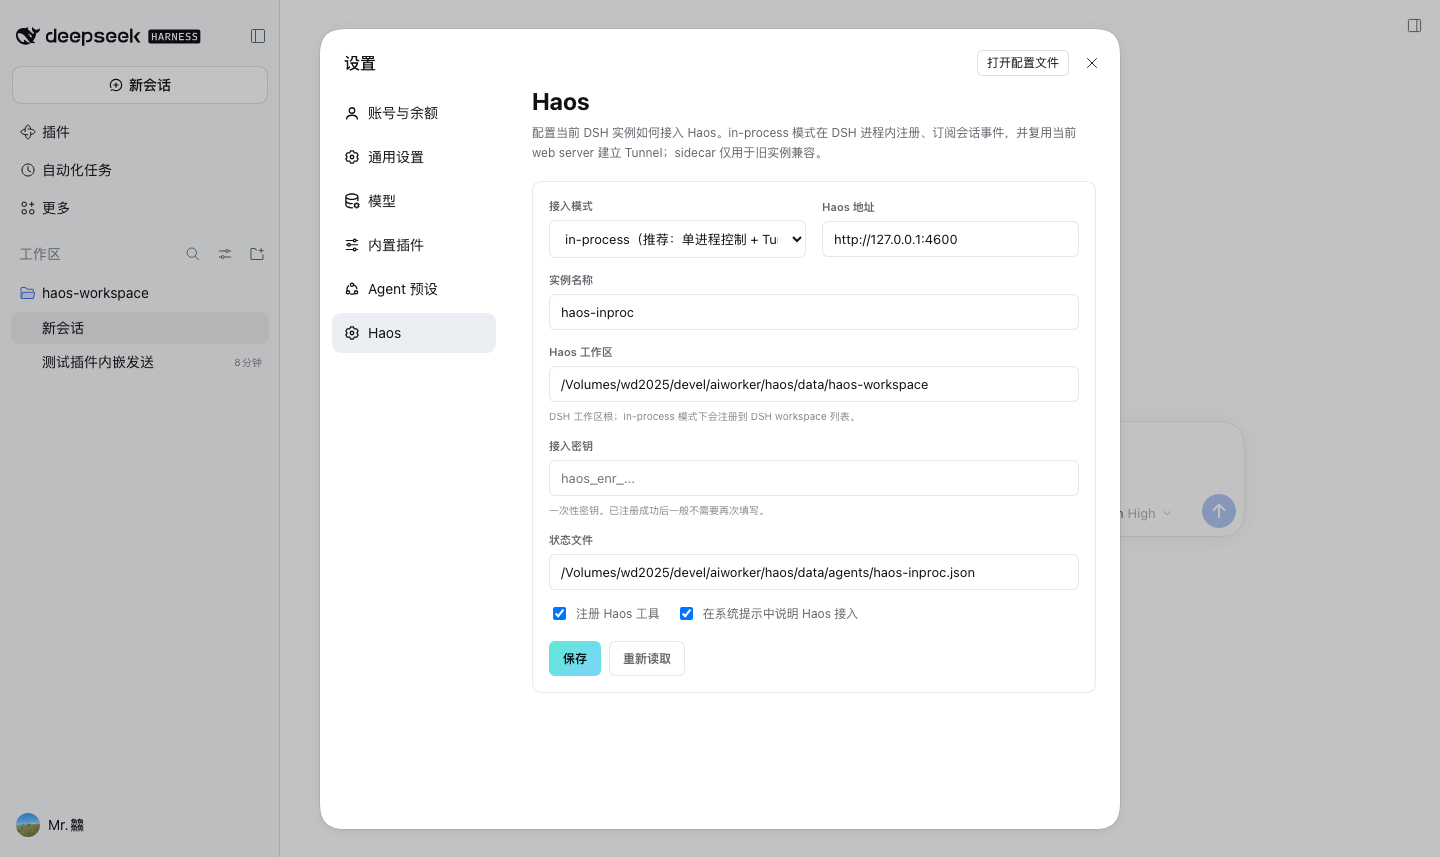 deepseek HARNESS
新会话
插件
自动化任务
更多
工作区
haos-workspace
新会话
测试插件内嵌发送 8 分钟
Mr.
设置
打开配置文件
账号与余额
通用设置
模型
内置插件
Agent 预设
Haos
Haos
配置当前 DSH 实例如何接入 Haos。in-process 模式在 DSH 进程内注册、订阅会话事件，并复用当前
web server 建立 Tunnel；sidecar 仅用于旧实例兼容。
接入模式
in-process（推荐：单进程控制 + Tu
Haos 地址
http://127.0.0.1:4600
实例名称
haos-inproc
Haos 工作区
/Volumes/wd2025/devel/aiworker/haos/data/haos-workspace
DSH 工作区根；in-process 模式下会注册到 DSH workspace 列表。
接入密钥
haos_enr_...
一次性密钥。已注册成功后一般不需要再次填写。
状态文件
/Volumes/wd2025/devel/aiworker/haos/data/agents/haos-inproc.json
注册 Haos 工具
在系统提示中说明 Haos 接入
保存
重新读取
High